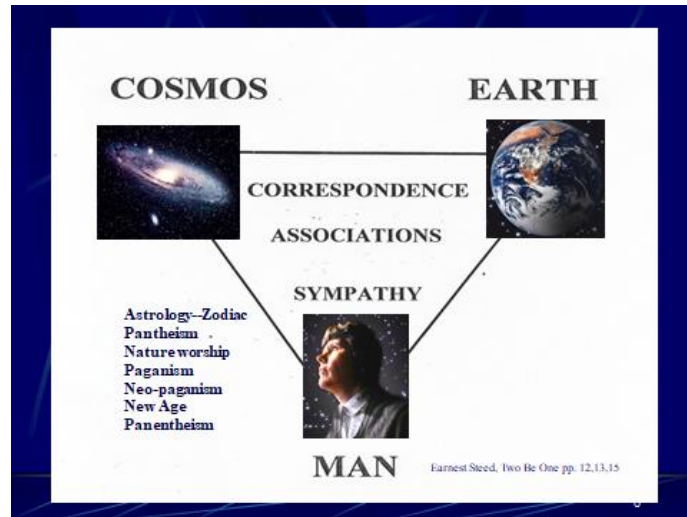 COSMOS
EARTH
CORRESPONDENCE
ASSOCIATIONS
SYMPATHY
Astrology--Zodiac
Pantheism
Nature worship
Paganism
Neo-paganism
New Age
Panentheism
MAN
Earnest Steed, Two Be One pp. 12,13,15